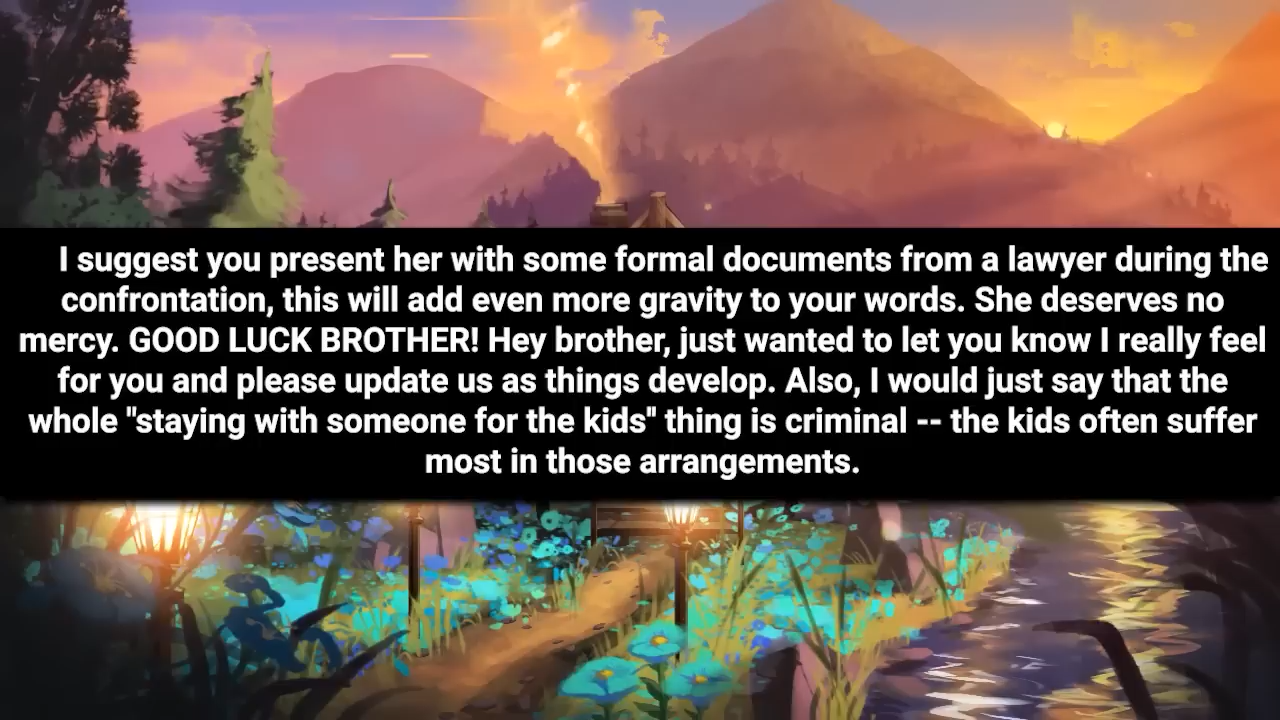 I suggest you present her with some formal documents from a lawyer during the
confrontation, this will add even more gravity to your words. She deserves no
mercy. GOOD LUCK BROTHER! Hey brother, just wanted to let you know I really feel
for you and please update us as things develop. Also, I would just say that the
whole "staying with someone for the kids" thing is criminal -- the kids often suffer
most in those arrangements.